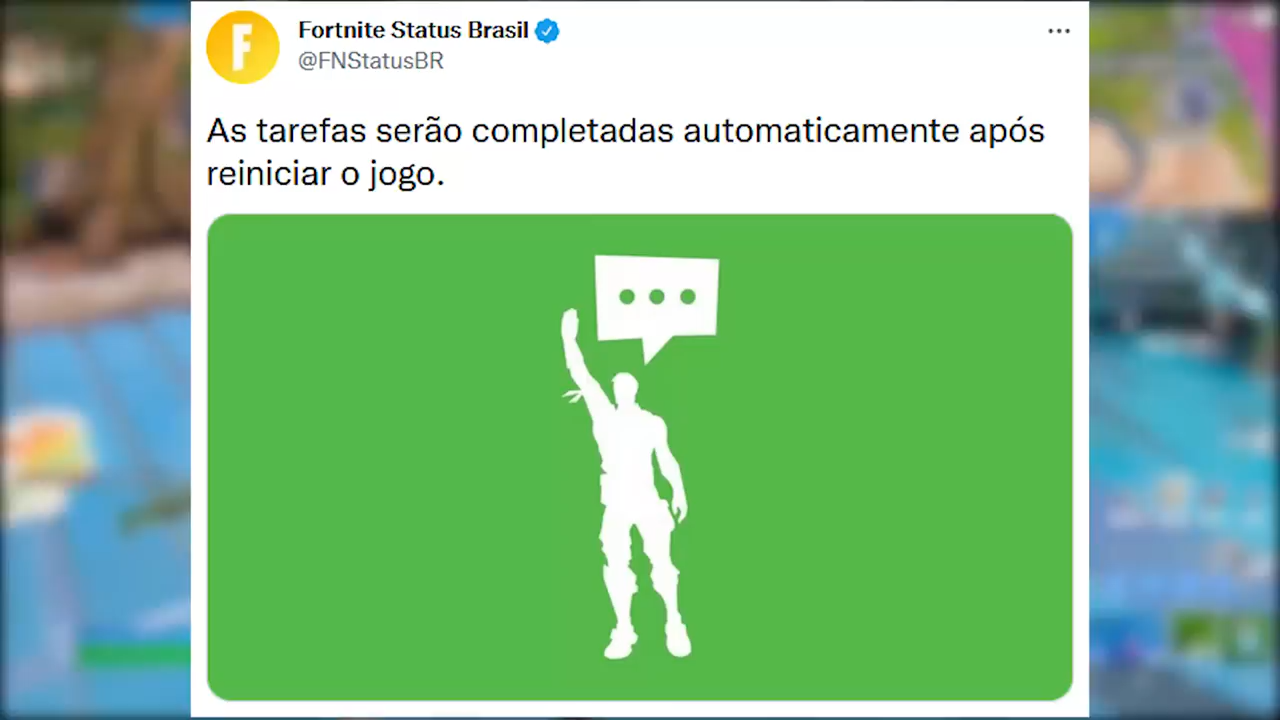 Fortnite Status Brasil
@FNStatusBR
As tarefas serão completadas automaticamente após
reiniciar o jogo.